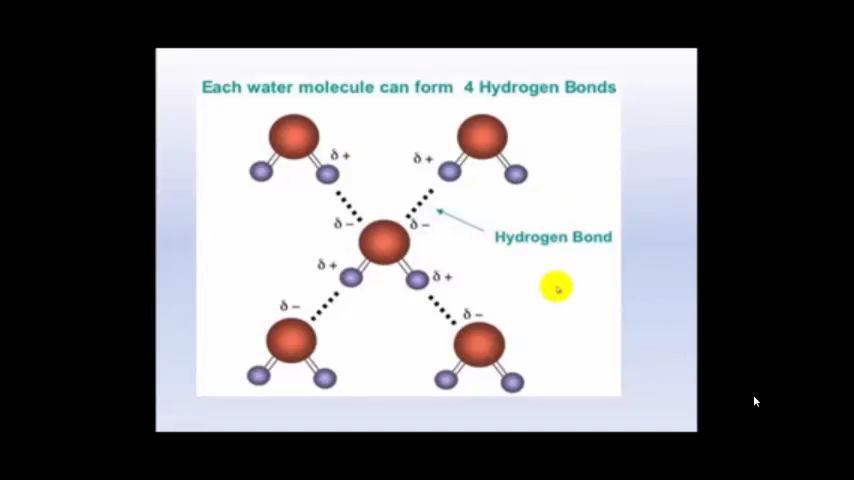 Each water molecule can form 4 Hydrogen Bonds
δ +
δ +
δ –
δ –
Hydrogen Bond
δ +
δ +
δ –
δ –